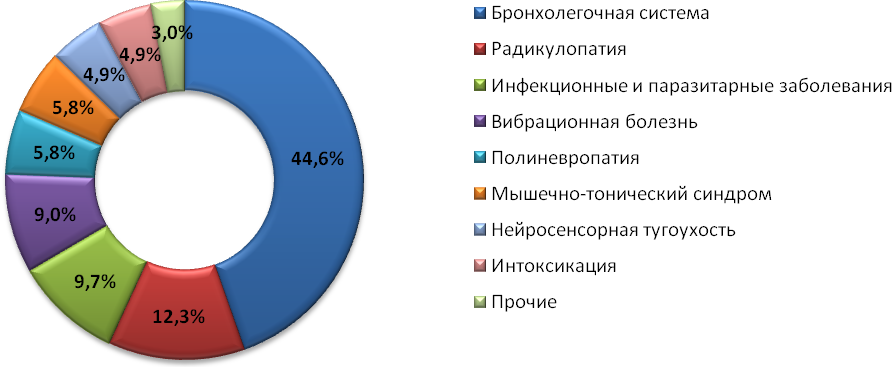 3,0%
4,9%
4,9%
5,8%
5,8%
9,0%
9,7%
12,3%
44,6%
Бронхолегочная система
Радикулопатия
Инфекционные и паразитарные заболевания
Вибрационная болезнь
Полиневропатия
Мышечно-тонический синдром
Нейросенсорная тугоухость
Интоксикация
Прочие